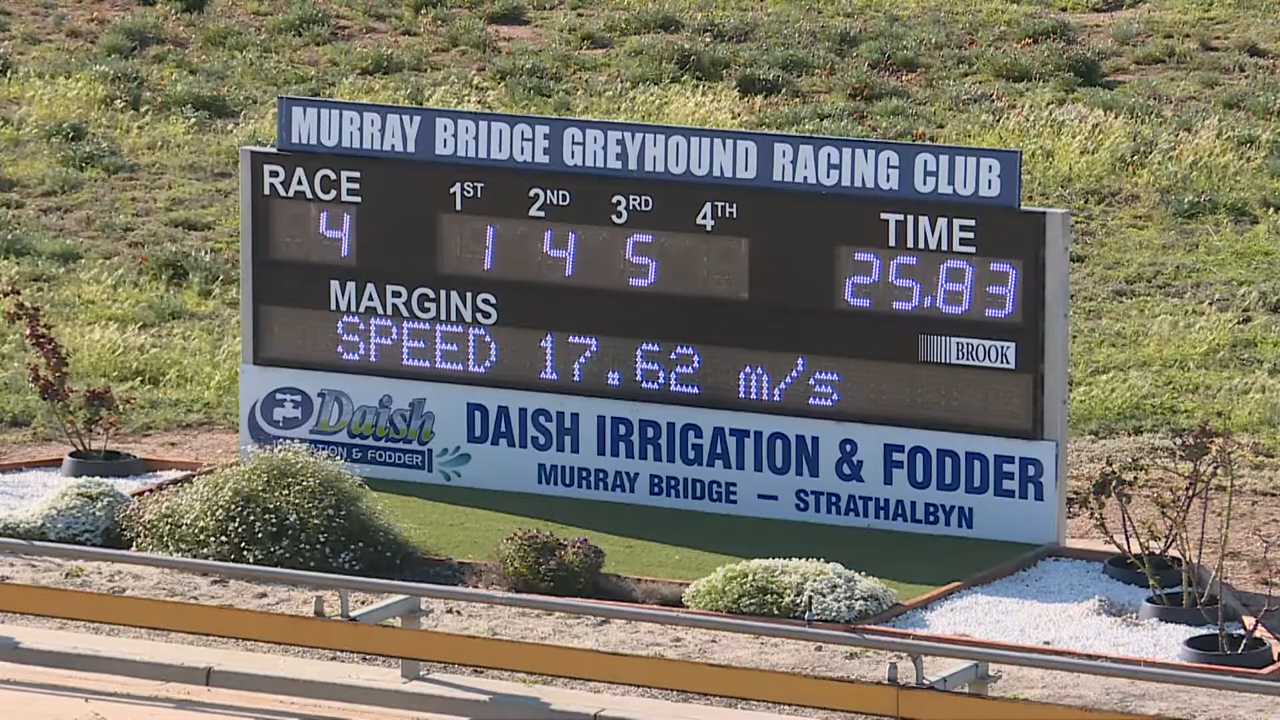 MURRAY BRIDGE GREYHOUND RACING CLUB
RACE 1ST 2ND 3RD 4TH TIME
4 1 4 5 25.83
MARGINS
SPEED 17.62 m/s
BROOK
Daish
& FODDER
DAISH IRRIGATION & FODDER
MURRAY BRIDGE – STRATHALBYN